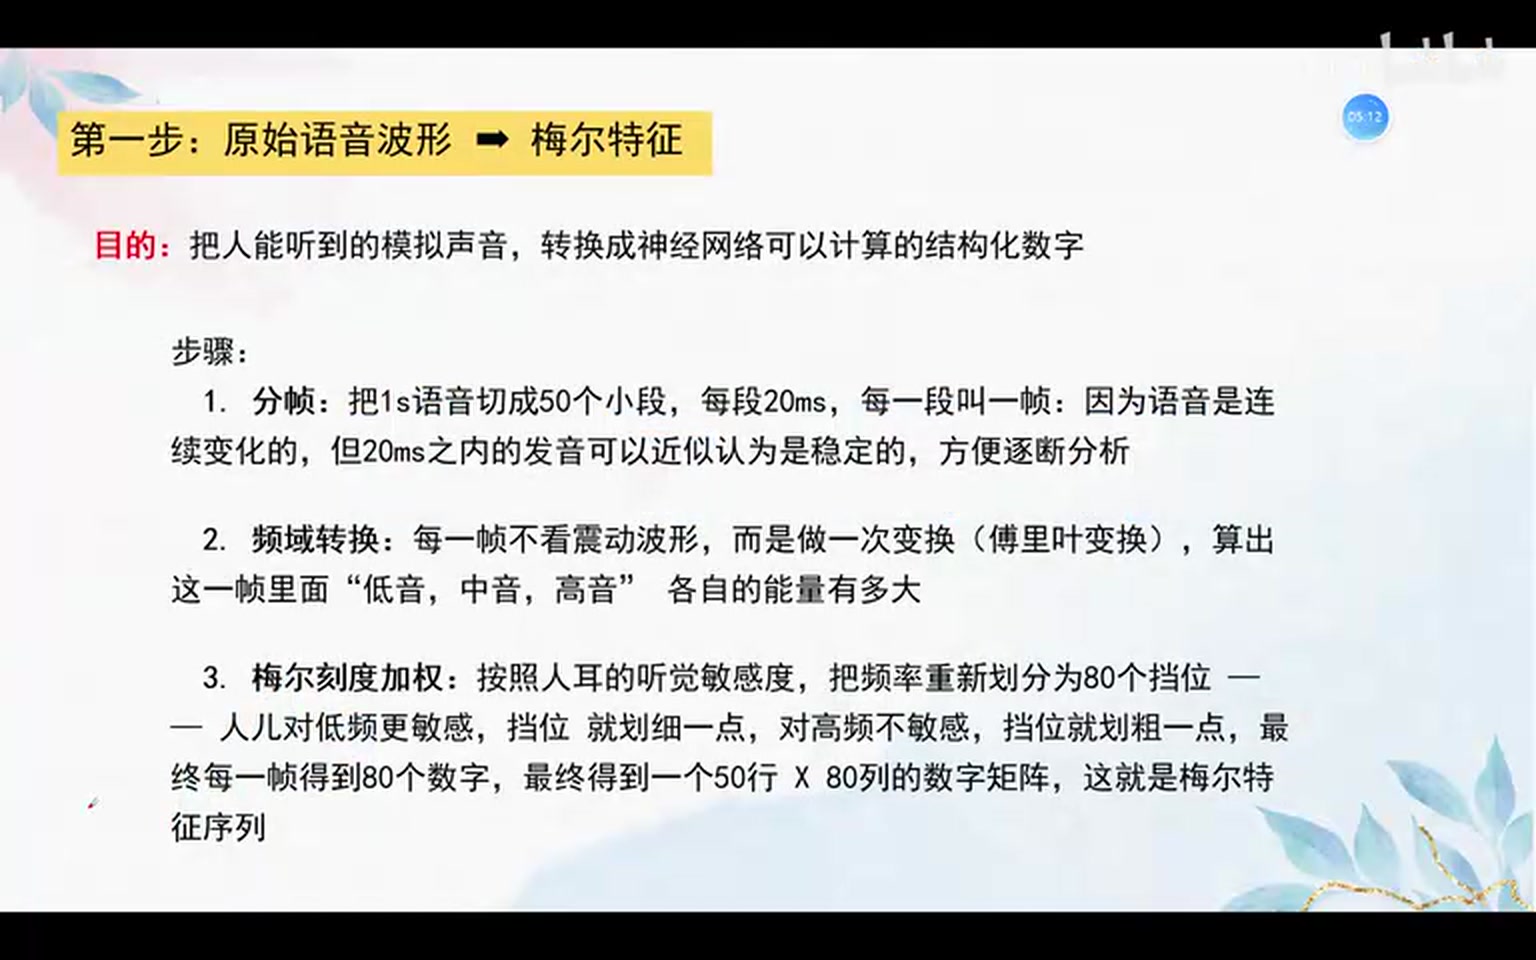 05:12
第一步：原始语音波形 ➡ 梅尔特征
目的：把人能听到的模拟声音，转换成神经网络可以计算的结构化数字
步骤：
1. 分帧：把1s语音切成50个小段，每段20ms，每一段叫一帧：因为语音是连
续变化的，但20ms之内的发音可以近似认为是稳定的，方便逐断分析
2. 频域转换：每一帧不看震动波形，而是做一次变换（傅里叶变换），算出
这一帧里面“低音，中音，高音” 各自的能量有多大
3. 梅尔刻度加权：按照人耳的听觉敏感度，把频率重新划分为80个挡位 —
— 人儿对低频更敏感，挡位 就划细一点，对高频不敏感，挡位就划粗一点，最
终每一帧得到80个数字，最终得到一个50行 X 80列的数字矩阵，这就是梅尔特
征序列